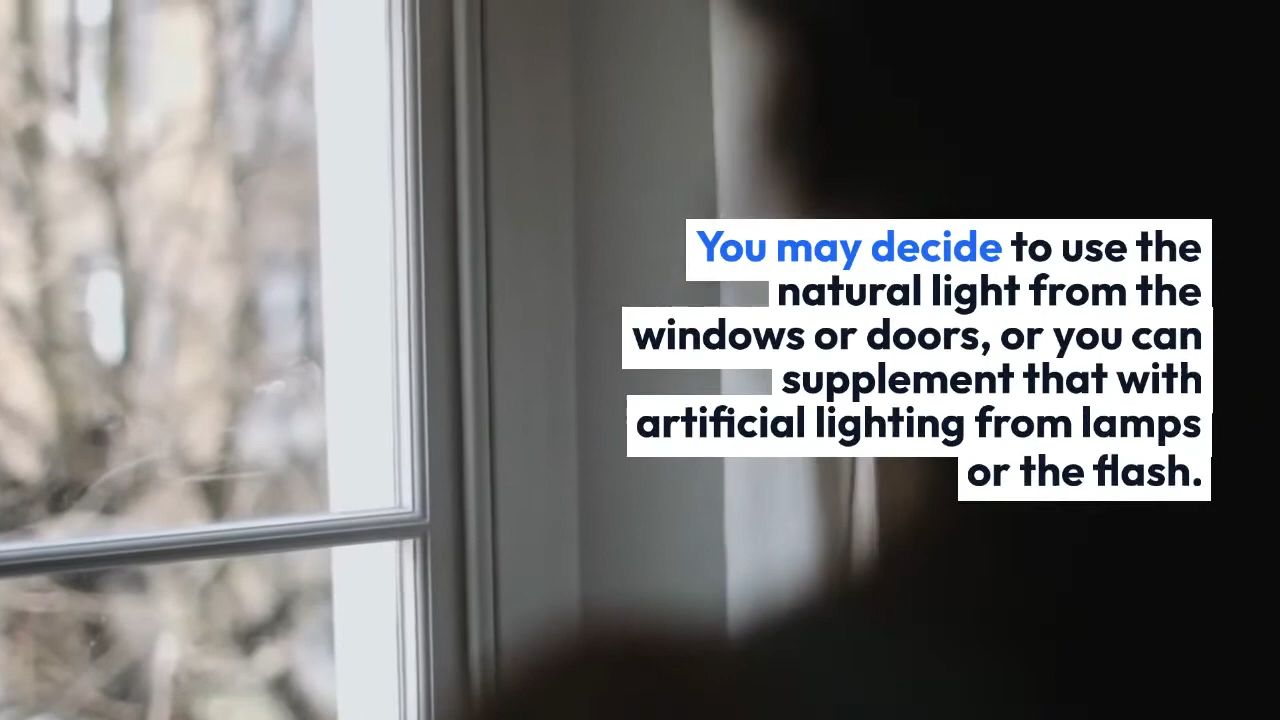 You may decide to use the
natural light from the
windows or doors, or you can
supplement that with
artificial lighting from lamps
or the flash.